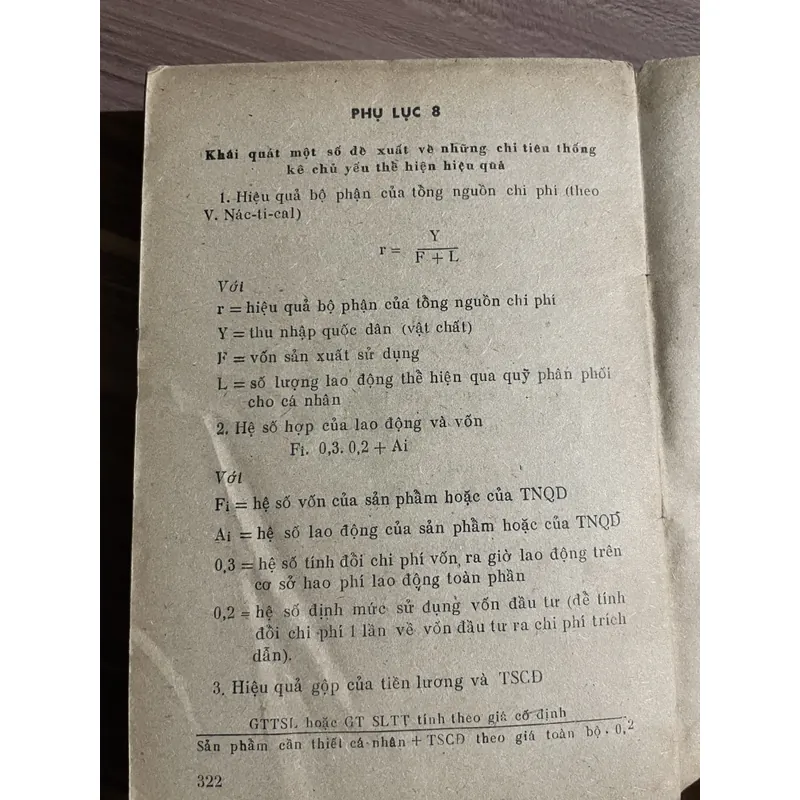 PHỤ LỤC 8
Khái quát một số đề xuất về những chỉ tiêu thống
kê chủ yếu thể hiện hiệu quả
1. Hiệu quả bộ phận của tổng nguồn chi phí (theo
V. Nác-ti-cal)
r = Y / F + L
Với
r = hiệu quả bộ phận của tổng nguồn chi phí
Y = thu nhập quốc dân (vật chất)
F = vốn sản xuất sử dụng
L = số lượng lao động thể hiện qua quỹ phân phối
cho cá nhân
2. Hệ số hợp của lao động và vốn
Fi. 0,3. 0,2 + Ai
Với
Fi = hệ số vốn của sản phẩm hoặc của TNQD
Ai = hệ số lao động của sản phẩm hoặc của TNQD
0,3 = hệ số tính đổi chi phí vốn ra giờ lao động trên
cơ sở hao phí lao động toàn phần
0,2 = hệ số định mức sử dụng vốn đầu tư (để tính
đổi chi phí 1 lần về vốn đầu tư ra chi phí trích
dẫn).
3. Hiệu quả gộp của tiền lương và TSCĐ
GTTSL hoặc GT SLTT tính theo giá cố định
Sản phẩm cần thiết cá nhân + TSCĐ theo giá toàn bộ . 0,2
322